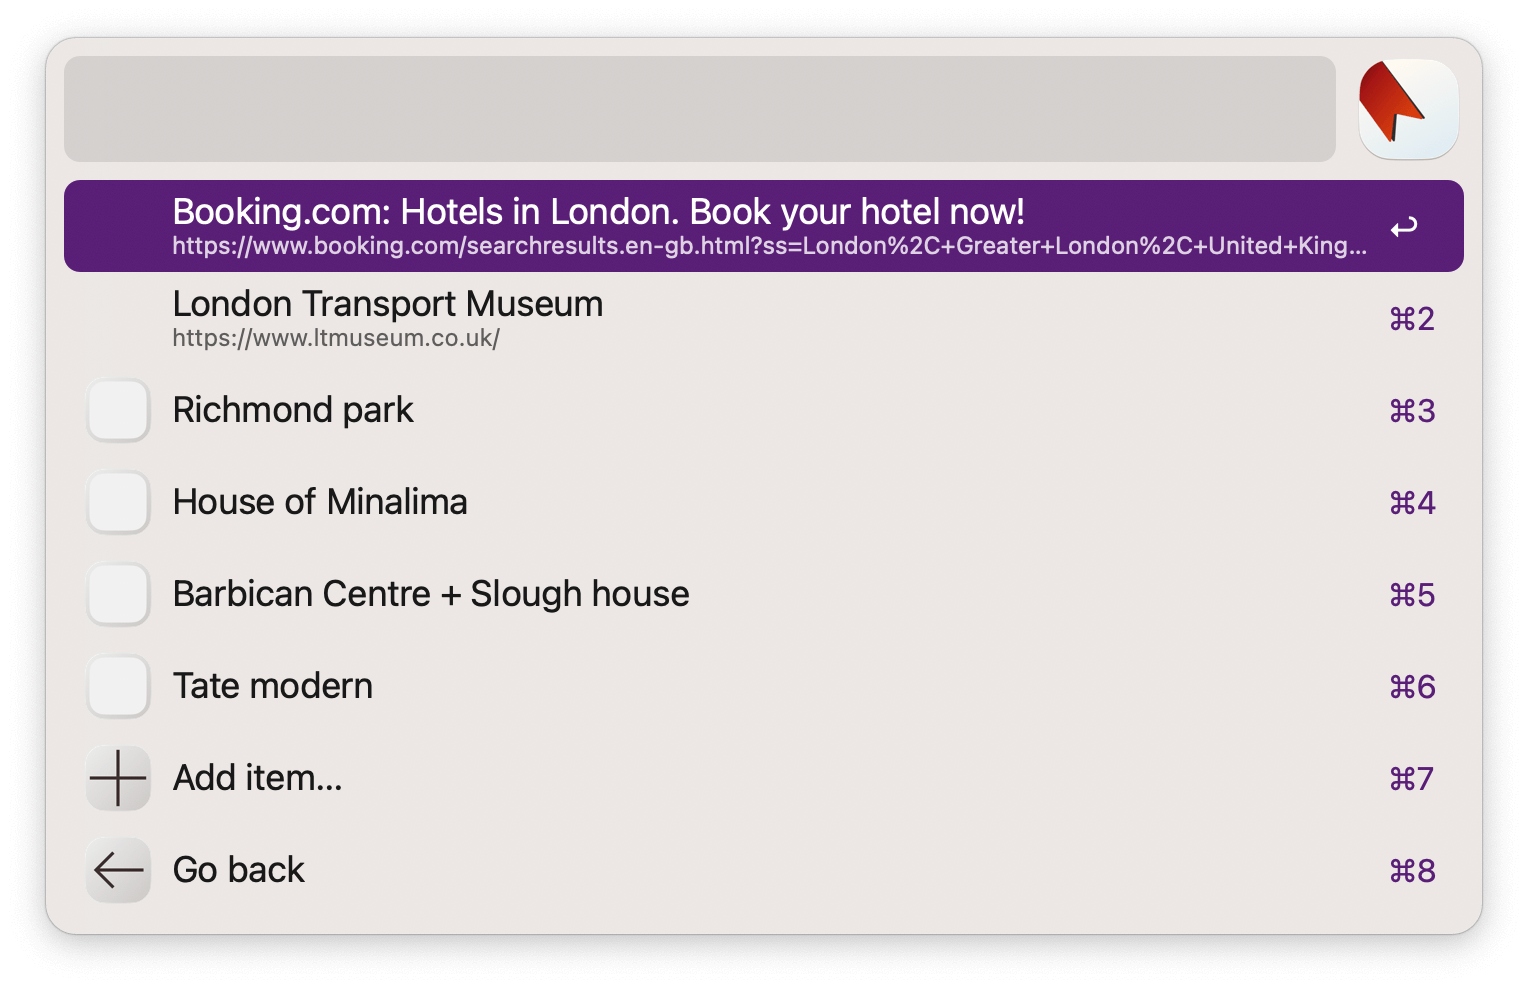 Booking.com: Hotels in London. Book your hotel now!
https://www.booking.com/searchresults.en-gb.html?ss=London%2C+Greater+London%2C+United+King...
London Transport Museum
https://www.ltmuseum.co.uk/
⌘2
Richmond park
⌘3
House of Minalima
⌘4
Barbican Centre + Slough house
⌘5
Tate modern
⌘6
Add item...
⌘7
Go back
⌘8